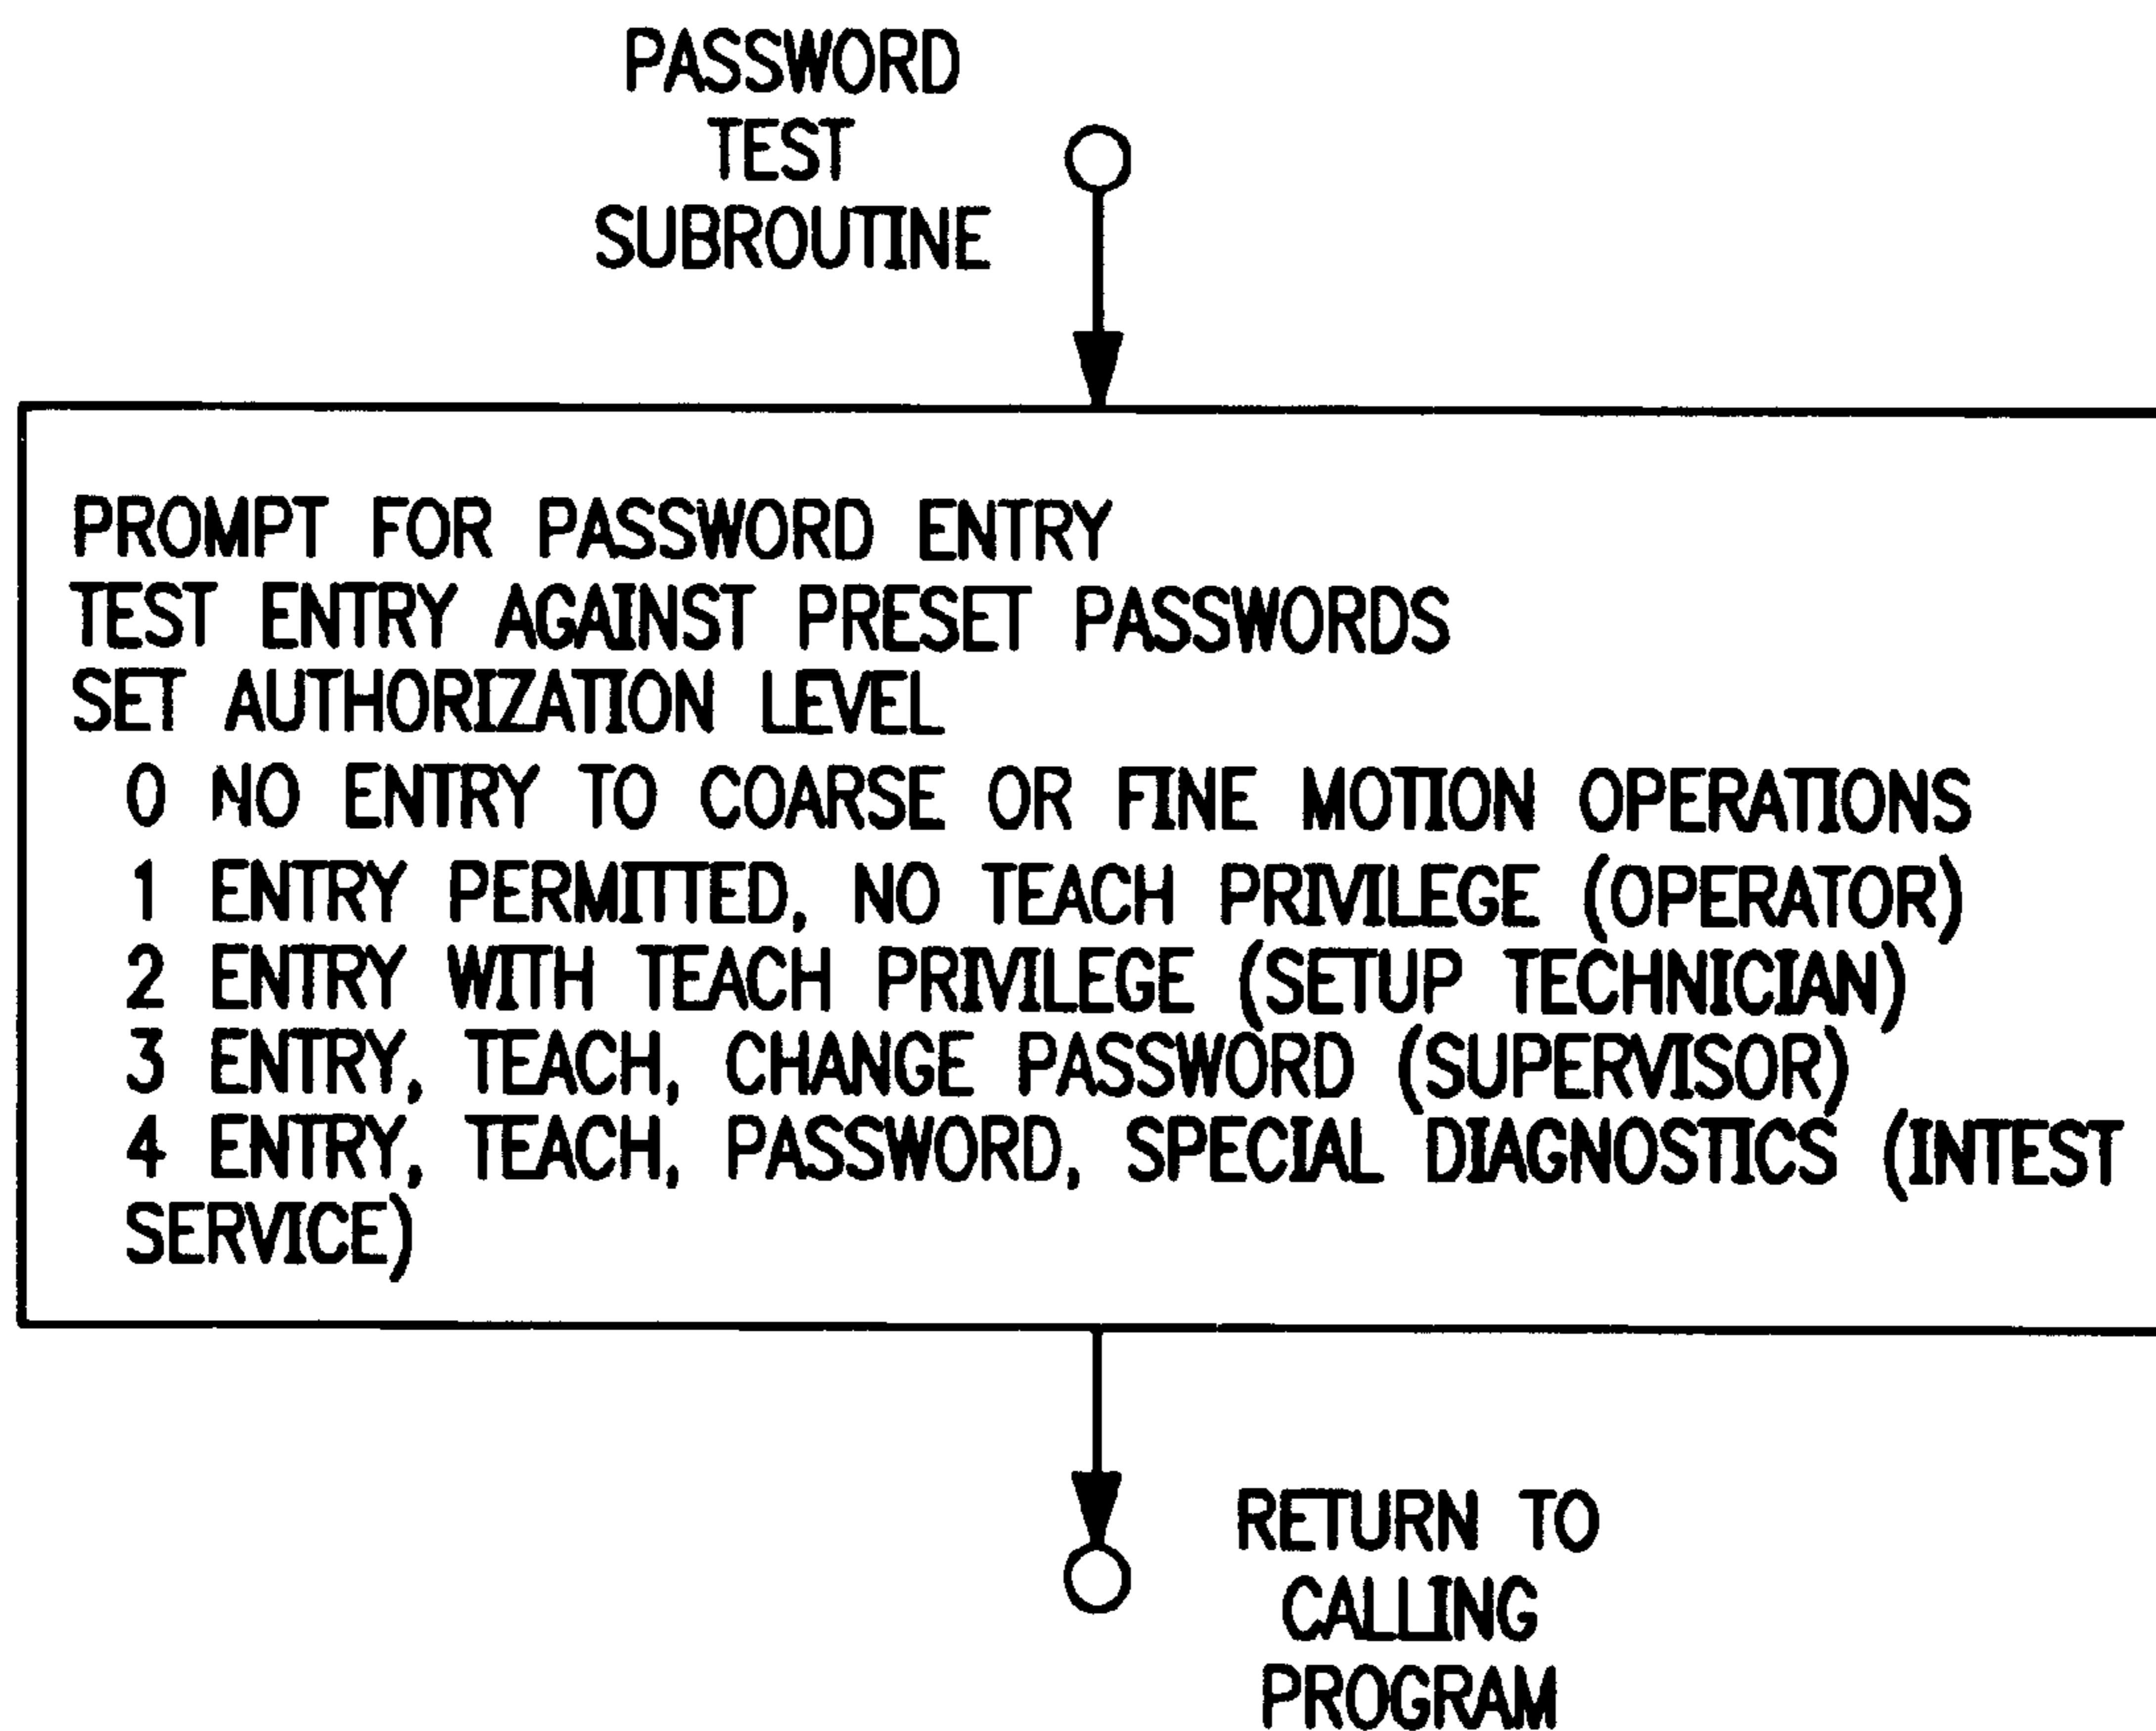 PASSWORD
TEST
SUBROUTINE
PROMPT FOR PASSWORD ENTRY
TEST ENTRY AGAINST PRESET PASSWORDS
SET AUTHORIZATION LEVEL
0 NO ENTRY TO COARSE OR FINE MOTION OPERATIONS
1 ENTRY PERMITTED, NO TEACH PRIVILEGE (OPERATOR)
2 ENTRY WITH TEACH PRIVILEGE (SETUP TECHNICIAN)
3 ENTRY, TEACH, CHANGE PASSWORD (SUPERVISOR)
4 ENTRY, TEACH, PASSWORD, SPECIAL DIAGNOSTICS (INTEST
SERVICE)
RETURN TO
CALLING
PROGRAM